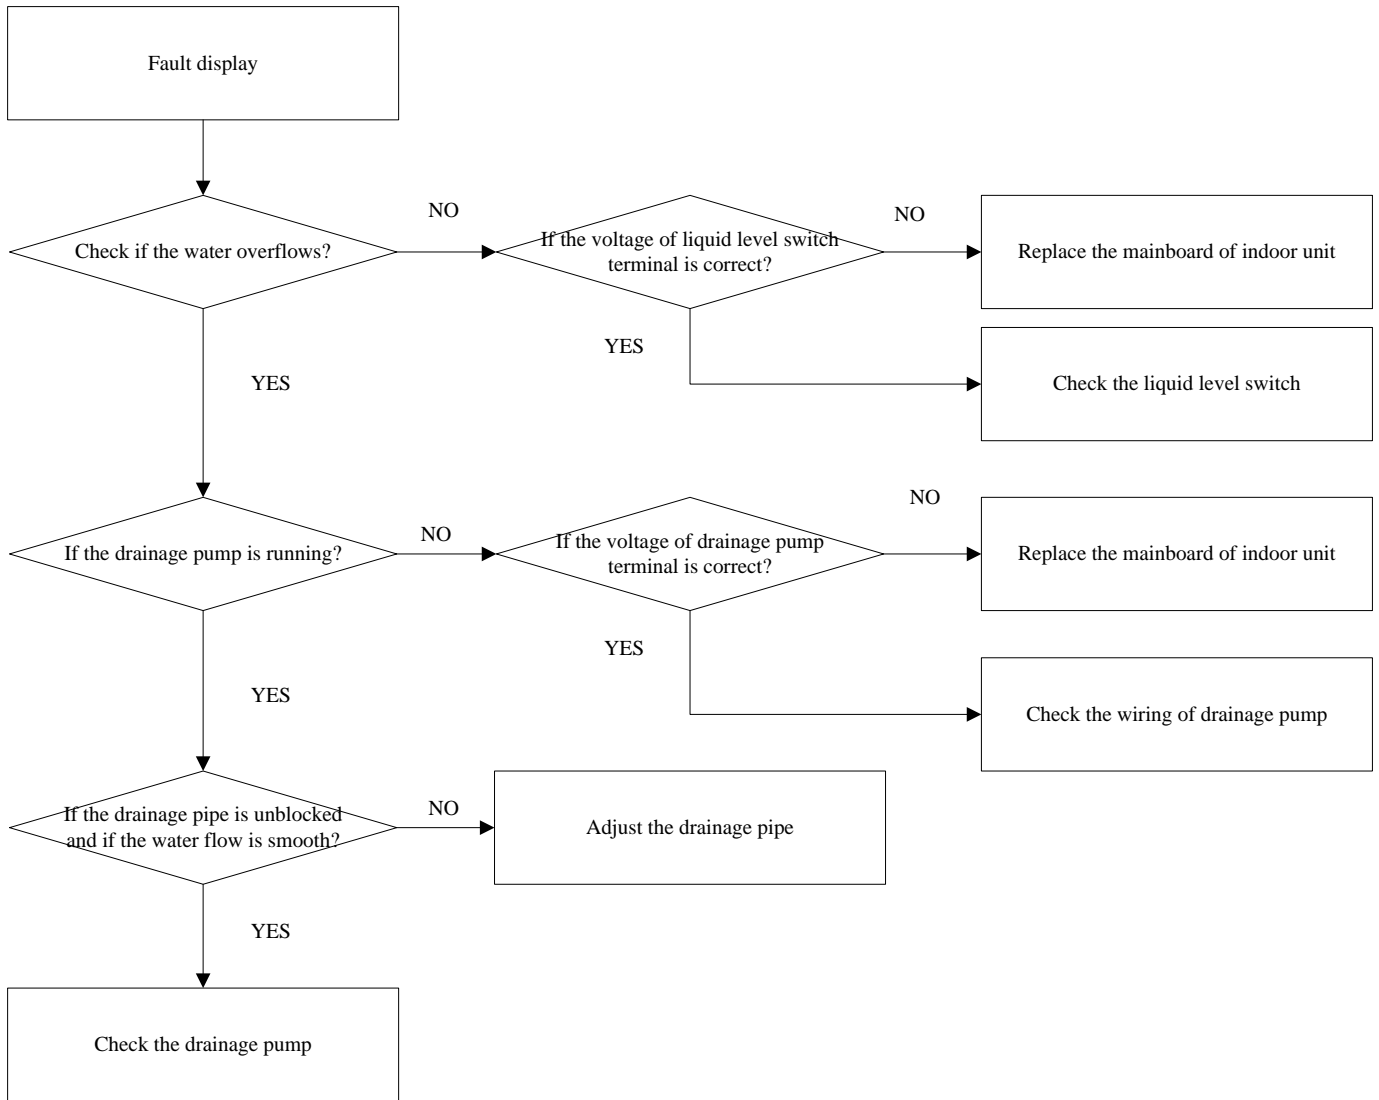 Fault display
NO
NO
Check if the water overflows?
If the voltage of liquid level switch
terminal is correct?
Replace the mainboard of indoor unit
YES
YES
Check the liquid level switch
NO
NO
If the drainage pump is running?
If the voltage of drainage pump
terminal is correct?
Replace the mainboard of indoor unit
YES
YES
Check the wiring of drainage pump
If the drainage pipe is unblocked
and if the water flow is smooth?
NO
Adjust the drainage pipe
YES
Check the drainage pump